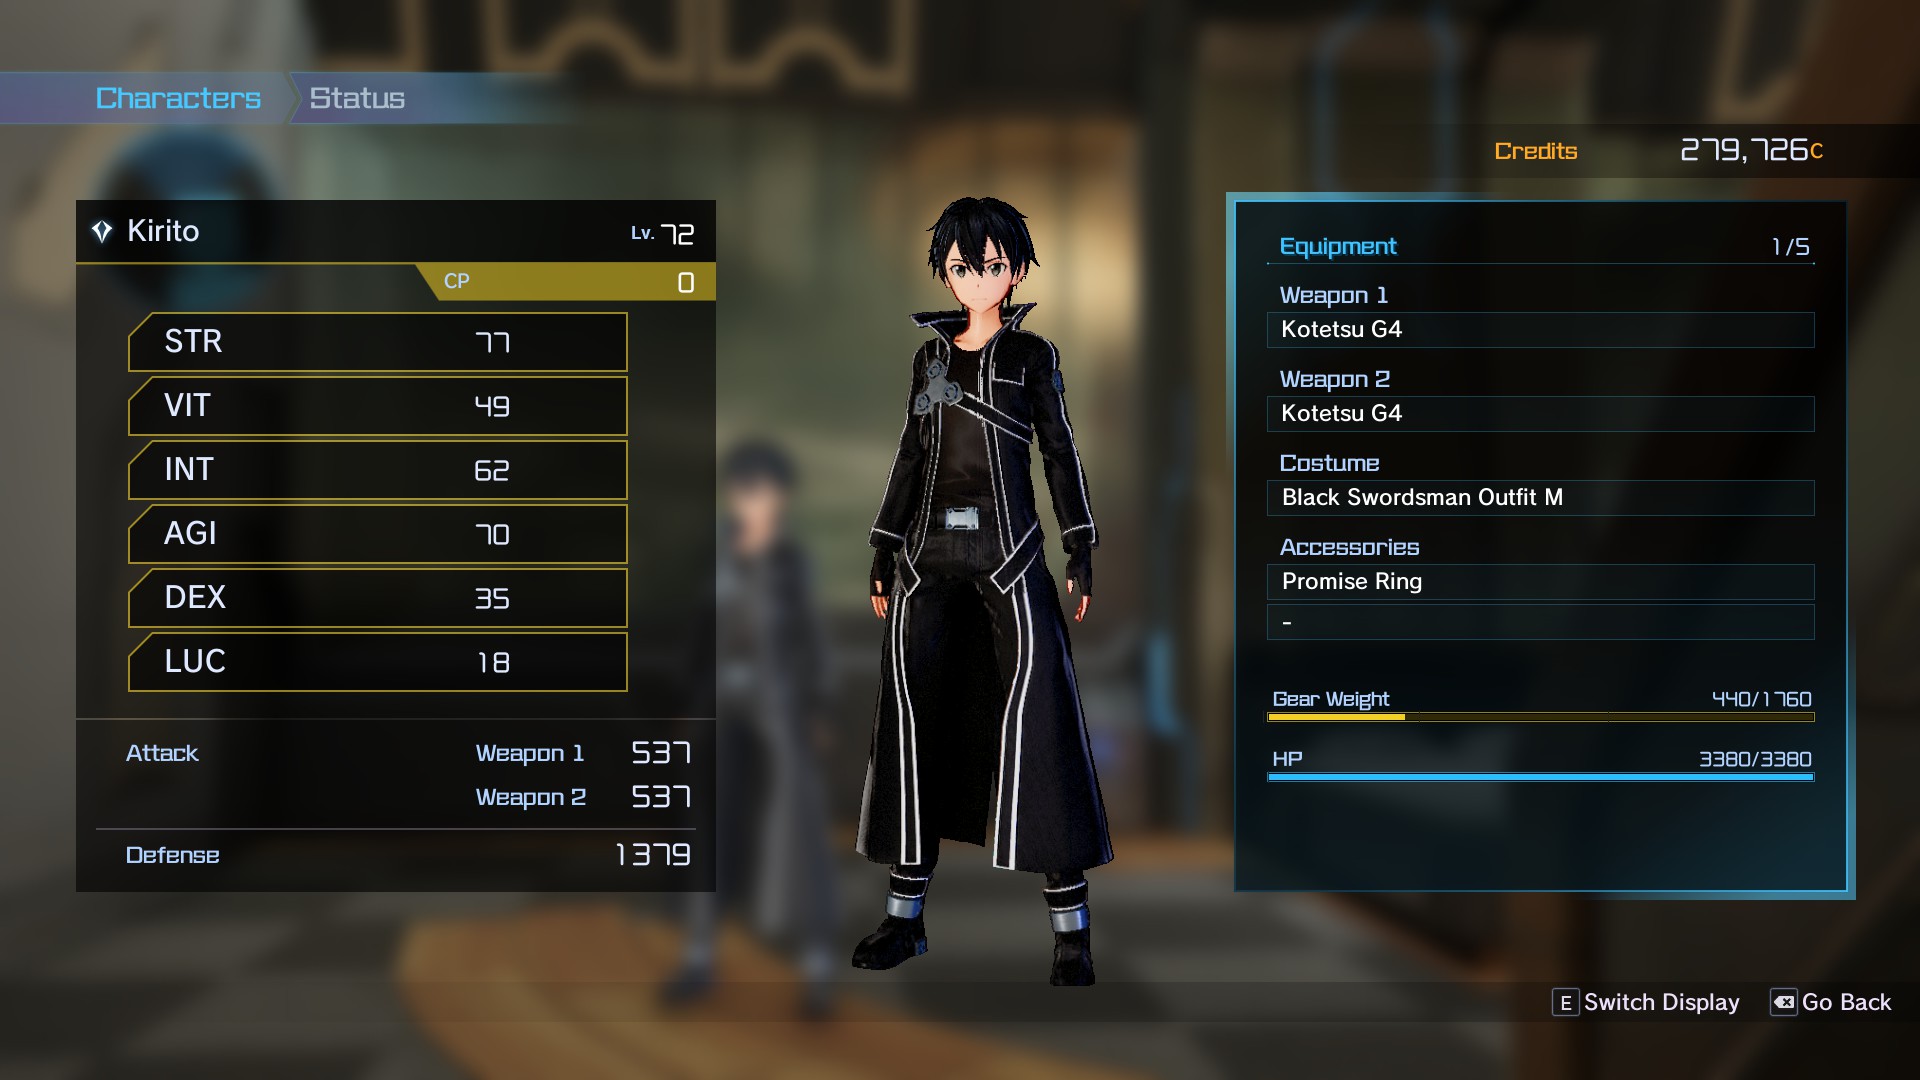 Characters Status
Credits 279,726C
Kirito Lv. 72
CP 0
STR 77
VIT 49
INT 62
AGI 70
DEX 35
LUC 18
Attack Weapon 1 537
Weapon 2 537
Defense 1379
Equipment 1/5
Weapon 1
Kotetsu G4
Weapon 2
Kotetsu G4
Costume
Black Swordsman Outfit M
Accessories
Promise Ring
-
Gear Weight 440/1760
HP 3380/3380
E Switch Display Go Back